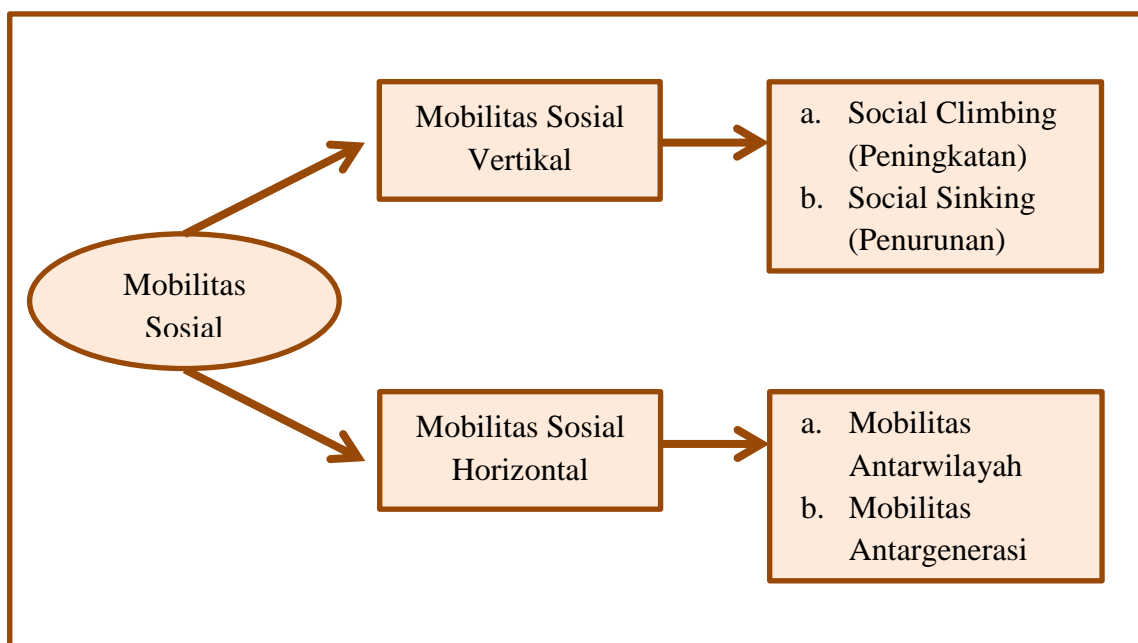 Mobilitas
Sosial
Mobilitas Sosial
Vertikal
a. Social Climbing
(Peningkatan)
b. Social Sinking
(Penurunan)
Mobilitas Sosial
Horizontal
a. Mobilitas
Antarwilayah
b. Mobilitas
Antargenerasi